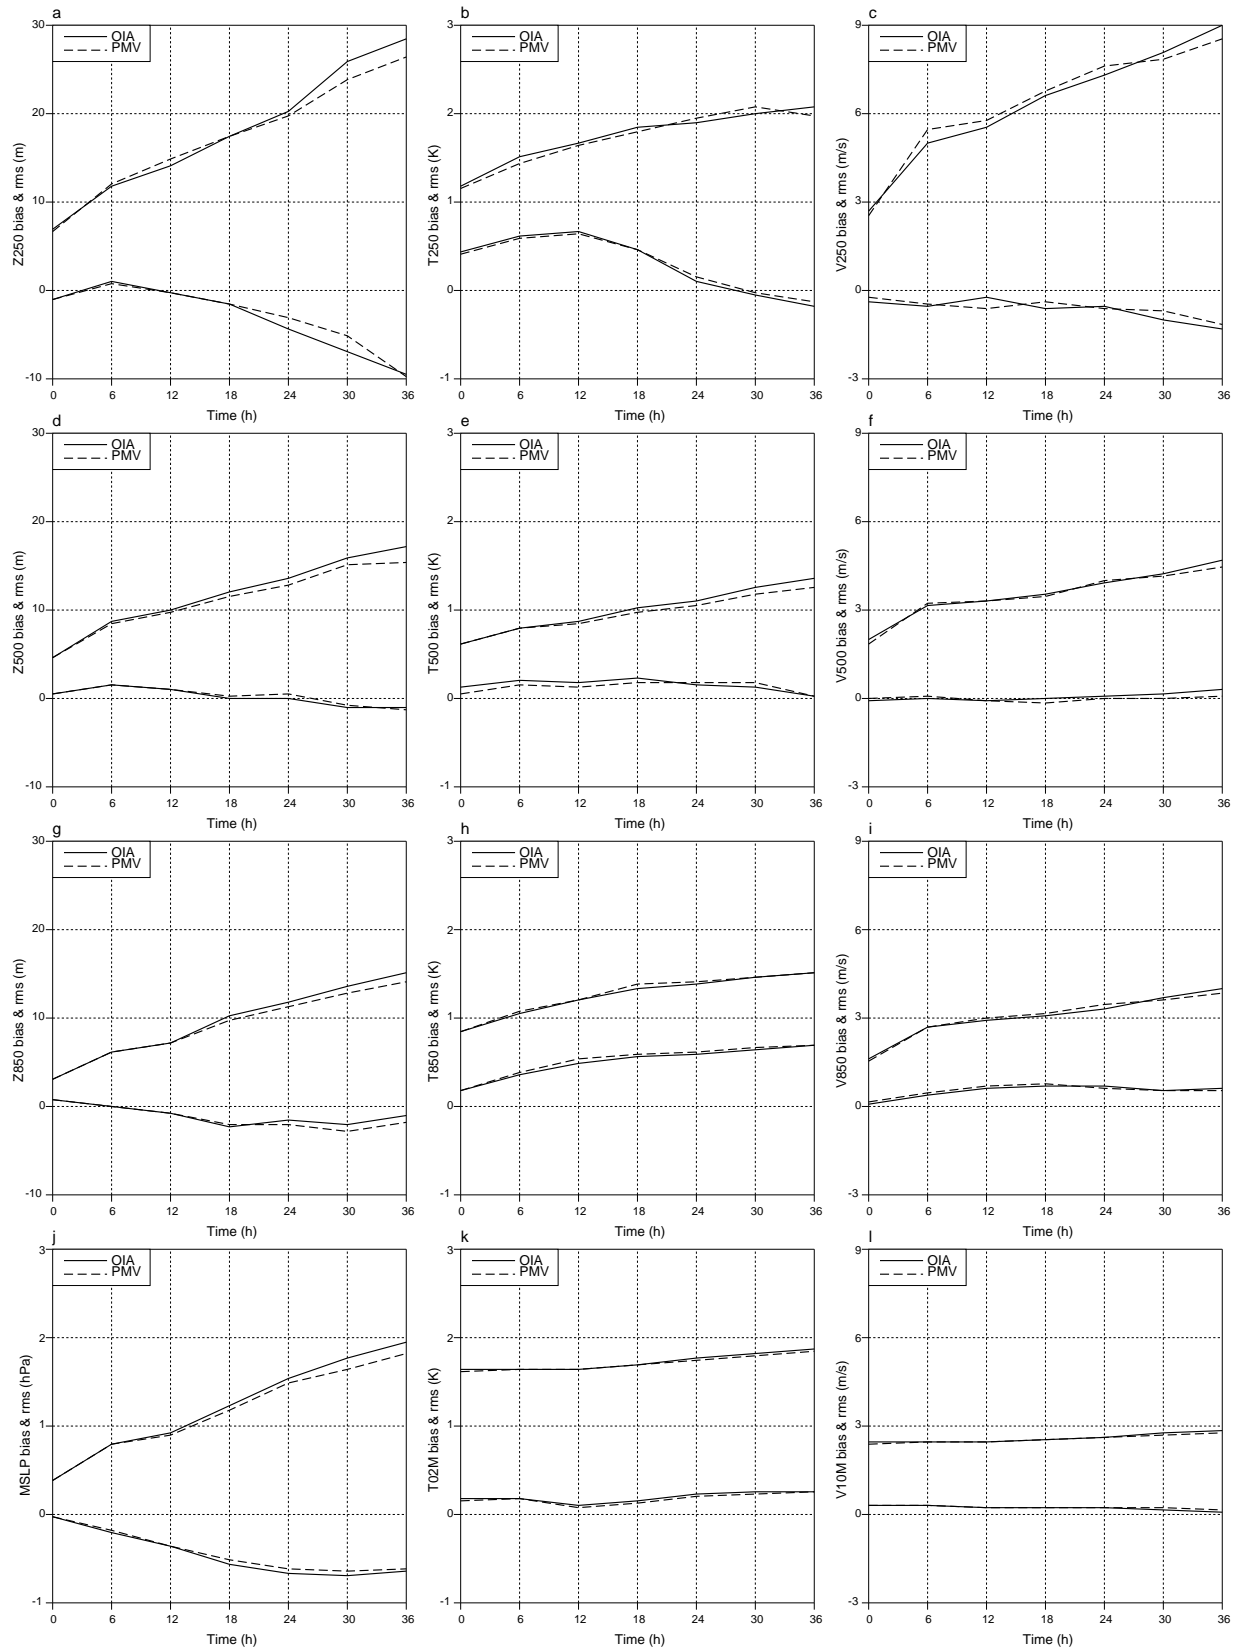 a
30
20
10
0
-10
Z250 bias & rms (m)
OIA
PMV
0 6 12 18 24 30 36
Time (h)
b
3
2
1
0
-1
T250 bias & rms (K)
OIA
PMV
0 6 12 18 24 30 36
Time (h)
c
9
6
3
0
-3
V250 bias & rms (m/s)
OIA
PMV
0 6 12 18 24 30 36
Time (h)
d
30
20
10
0
-10
Z500 bias & rms (m)
OIA
PMV
0 6 12 18 24 30 36
Time (h)
e
3
2
1
0
-1
T500 bias & rms (K)
OIA
PMV
0 6 12 18 24 30 36
Time (h)
f
9
6
3
0
-3
V500 bias & rms (m/s)
OIA
PMV
0 6 12 18 24 30 36
Time (h)
g
30
20
10
0
-10
Z850 bias & rms (m)
OIA
PMV
0 6 12 18 24 30 36
Time (h)
h
3
2
1
0
-1
T850 bias & rms (K)
OIA
PMV
0 6 12 18 24 30 36
Time (h)
i
9
6
3
0
-3
V850 bias & rms (m/s)
OIA
PMV
0 6 12 18 24 30 36
Time (h)
j
3
2
1
0
-1
MSLP bias & rms (hPa)
OIA
PMV
0 6 12 18 24 30 36
Time (h)
k
3
2
1
0
-1
T02M bias & rms (K)
OIA
PMV
0 6 12 18 24 30 36
Time (h)
l
9
6
3
0
-3
V10M bias & rms (m/s)
OIA
PMV
0 6 12 18 24 30 36
Time (h)